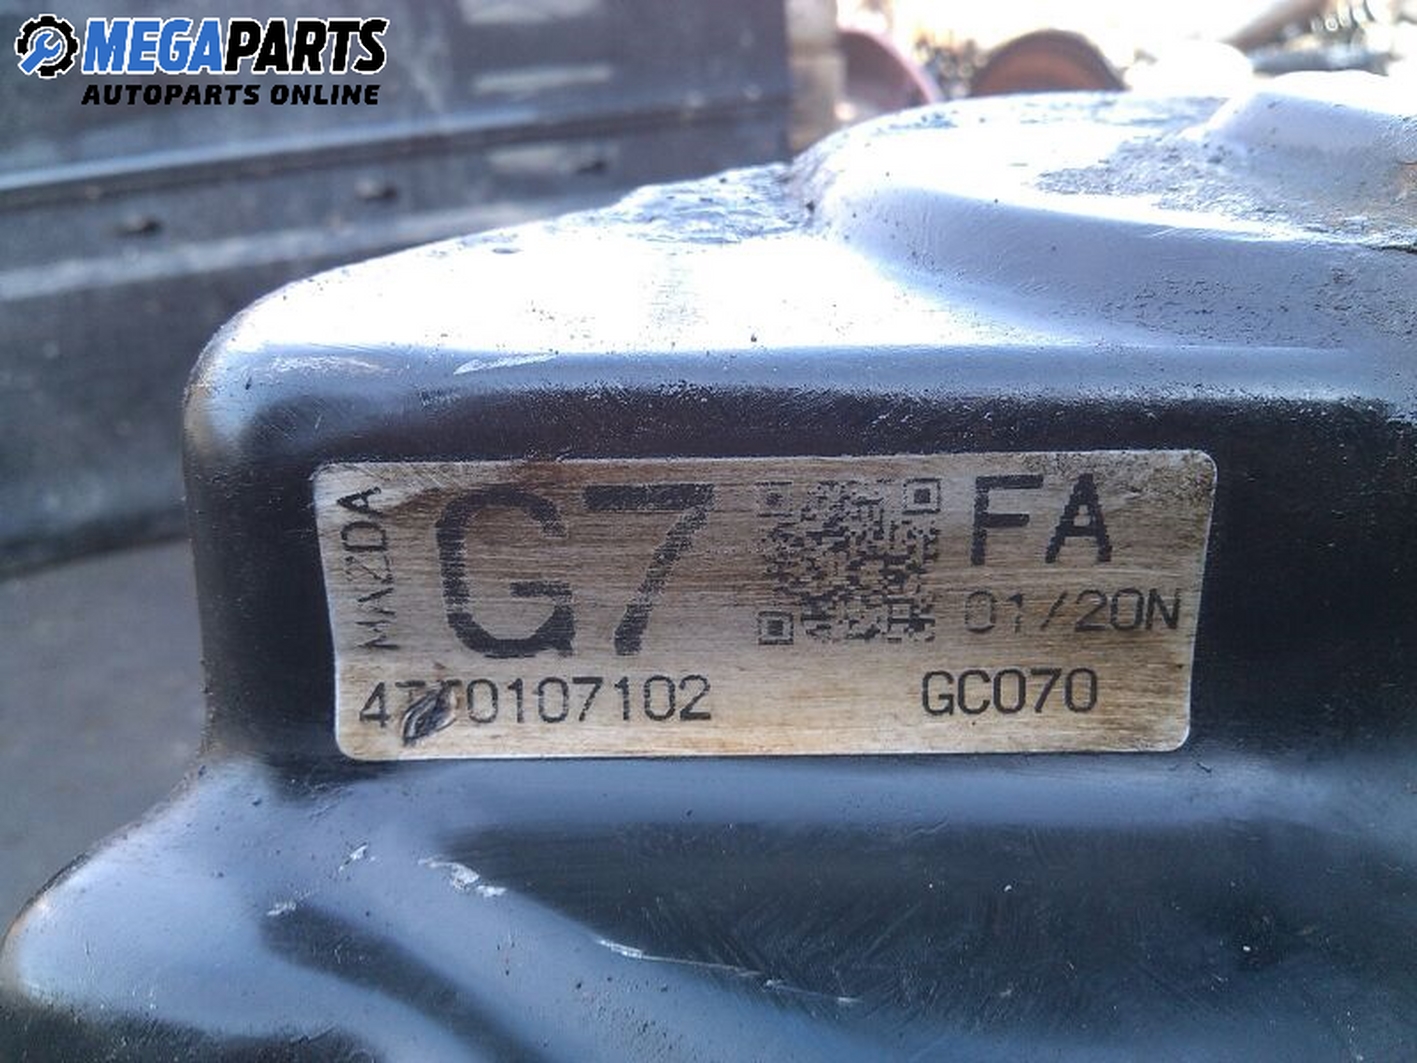 MEGAPARTS
AUTOPARTS ONLINE
MAZDA
G7
FA
01/20N
GC070